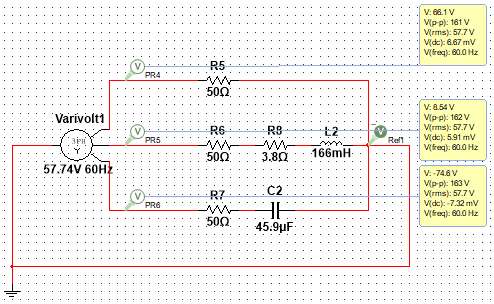 V: 66.1 V
V(p-p): 161 V
V(rms): 57.7 V
V(dc): 6.67 mV
V(freq): 60.0 Hz
V
PR4
R5
50Ω
Varivolt1
3PH
Y
57.74V 60Hz
V
PR5
R6
50Ω
R8
3.8Ω
L2
166mH
V
Ref1
V: 8.54 V
V(p-p): 162 V
V(rms): 57.7 V
V(dc): 5.91 mV
V(freq): 60.0 Hz
V
PR6
R7
50Ω
C2
45.9µF
V: -74.6 V
V(p-p): 163 V
V(rms): 57.7 V
V(dc): -7.32 mV
V(freq): 60.0 Hz